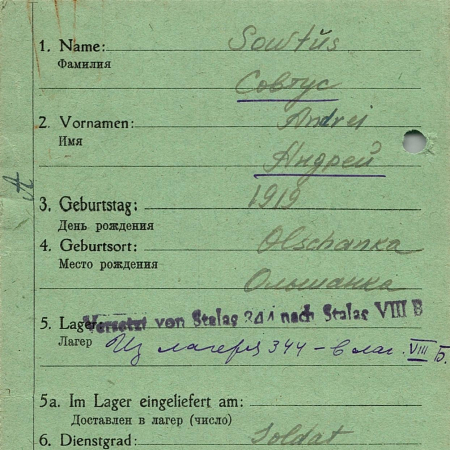 1. Name: Sowtus
Фамилия Совтус
2. Vornamen: Andrei
Имя Андрей
3. Geburtstag: 1919
День рождения
4. Geburtsort: Olschanka
Место рождения Ольшанка
5. Lager: Versetzt von Stalag 344 nach Stalag VIII B
Лагерь Из лагеря 344 – в лаг. VIII Б.
5a. Im Lager eingeliefert am:
Доставлен в лагерь (число)
6. Dienstgrad: Soldat